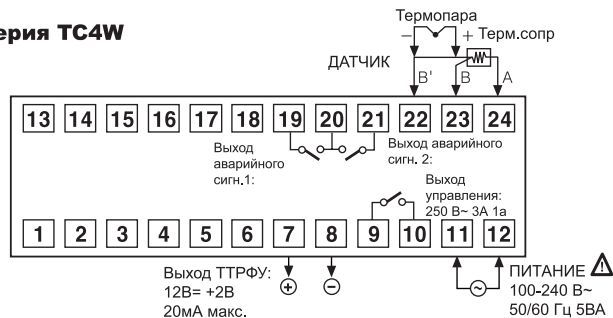 ерия TC4W
Термопара
− + Терм.сопр
ДАТЧИК
B' B A
13 14 15 16 17 18 19 20 21 22 23 24
Выход
аварийного
сигн.1:
Выход аварийного
сигн. 2:
Выход
управления:
250 В~ 3А 1а
1 2 3 4 5 6 7 8 9 10 11 12
Выход ТТРФУ:
12В= +2В
20мА макс.
+ −
ПИТАНИЕ
100-240 В~
50/60 Гц 5ВА